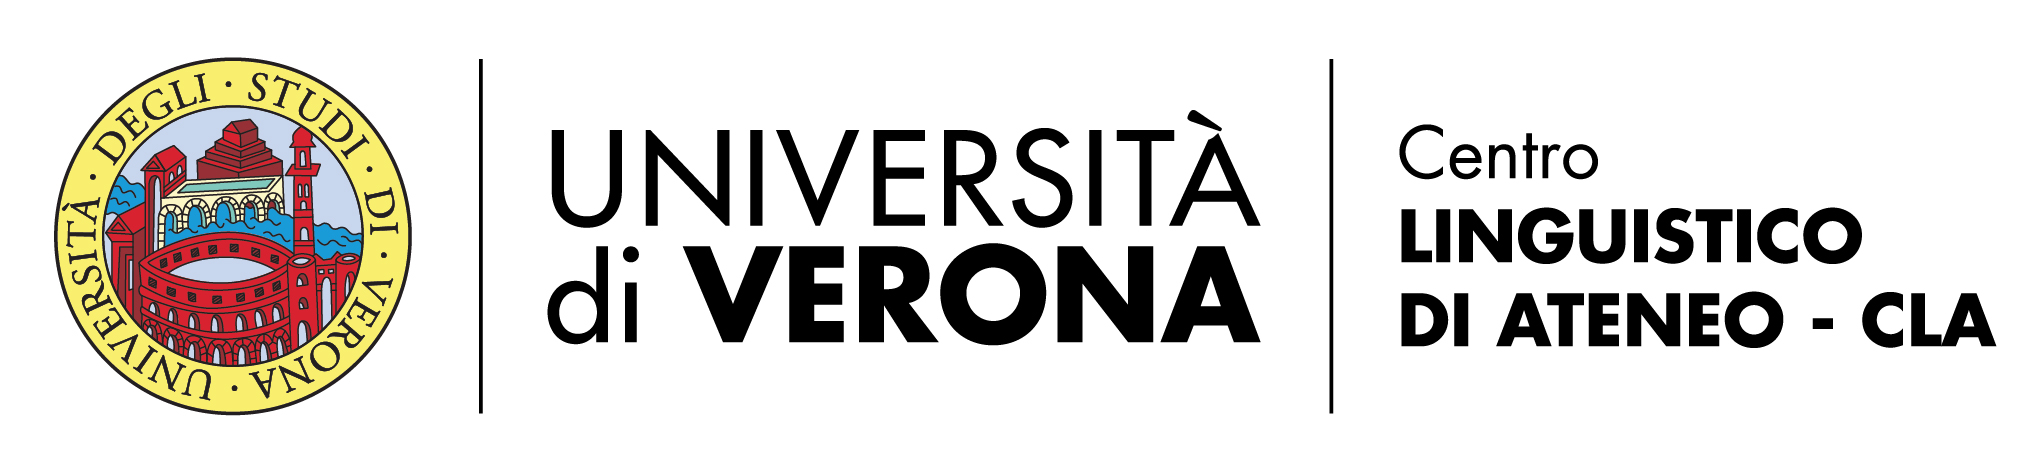 UNIVERSITÀ · DEGLI · STUDI · DI · VERONA ·
UNIVERSITÀ
di VERONA
Centro
LINGUISTICO
DI ATENEO - CLA